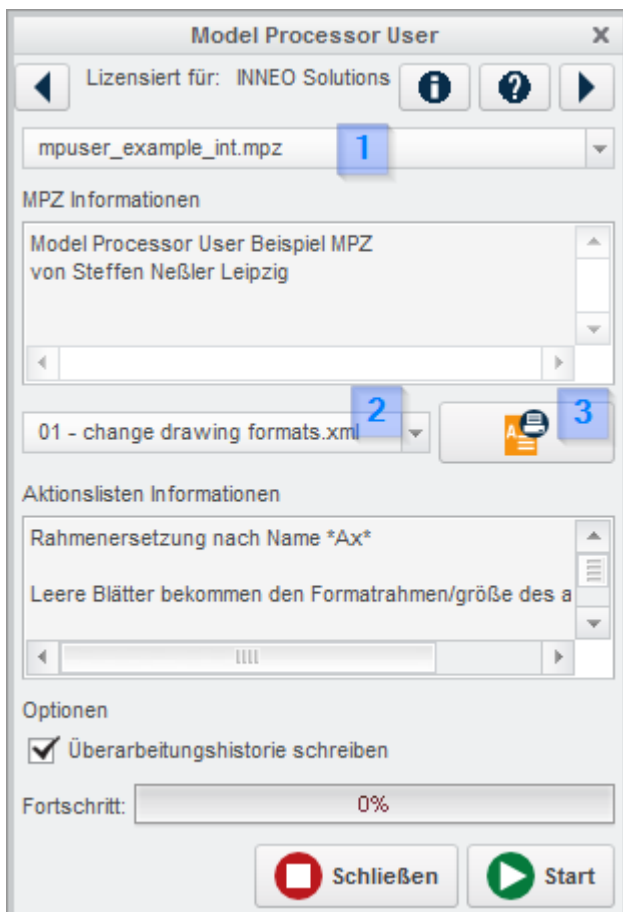 Model Processor User
Lizensiert für: INNEO Solutions
mpuser_example_int.mpz 1
MPZ Informationen
Model Processor User Beispiel MPZ
von Steffen Neßler Leipzig
01 - change drawing formats.xml 2
3
Aktionslisten Informationen
Rahmenersetzung nach Name *Ax*
Leere Blätter bekommen den Formatrahmen/größe des a
Optionen
Überarbeitungshistorie schreiben
Fortschritt: 0%
Schließen Start